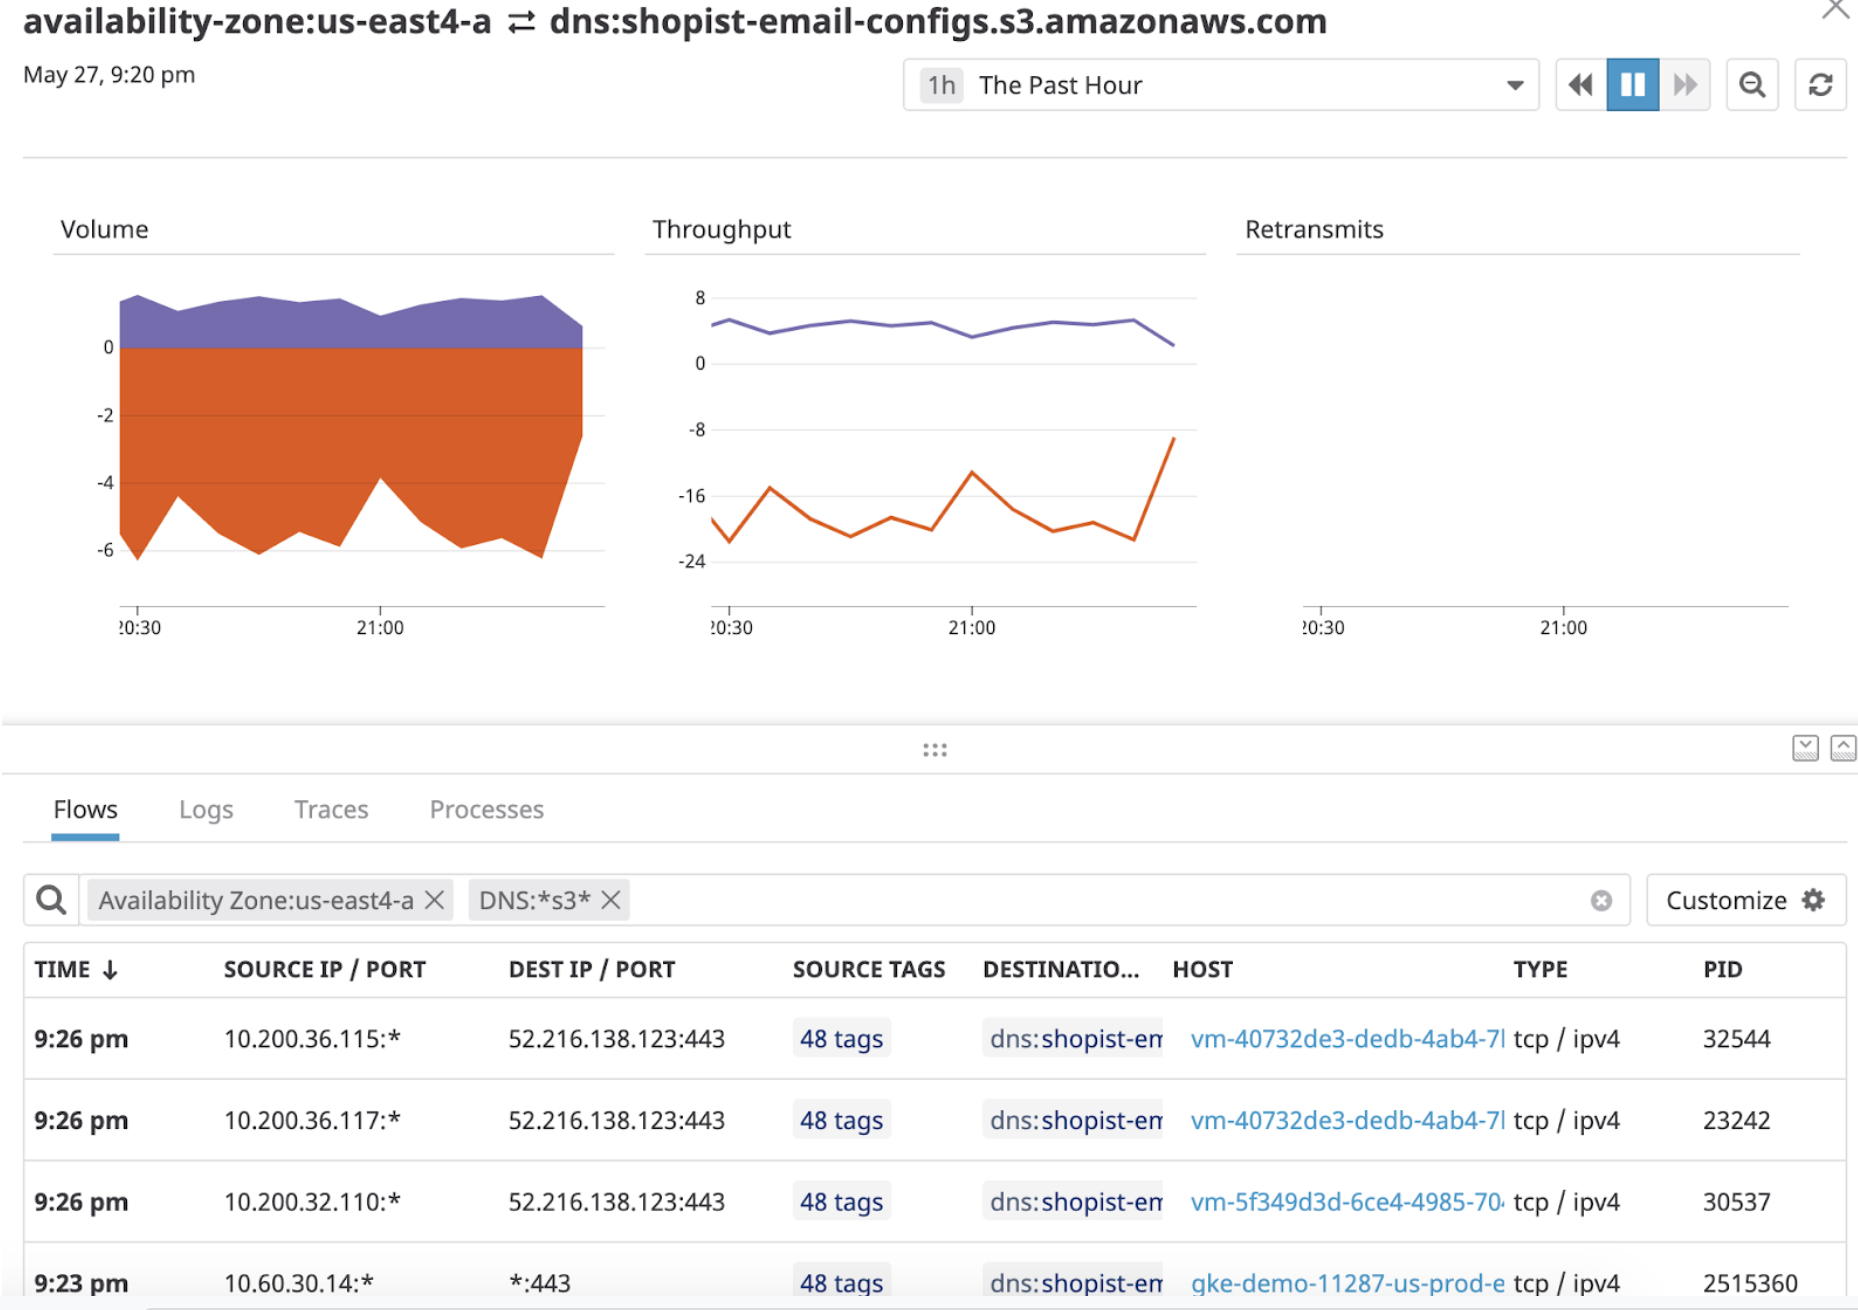 availability-zone:us-east4-a ⇄ dns:shopist-email-configs.s3.amazonaws.com
May 27, 9:20 pm
1h The Past Hour
Volume
0
-2
-4
-6
20:30 21:00
Throughput
8
0
-8
-16
-24
20:30 21:00
Retransmits
20:30 21:00
Flows Logs Traces Processes
Availability Zone:us-east4-a DNS:*s3* Customize
TIME ↓ SOURCE IP / PORT DEST IP / PORT SOURCE TAGS DESTINATIO... HOST TYPE PID
9:26 pm 10.200.36.115:* 52.216.138.123:443 48 tags dns:shopist-em vm-40732de3-dedb-4ab4-7 tcp / ipv4 32544
9:26 pm 10.200.36.117:* 52.216.138.123:443 48 tags dns:shopist-em vm-40732de3-dedb-4ab4-7 tcp / ipv4 23242
9:26 pm 10.200.32.110:* 52.216.138.123:443 48 tags dns:shopist-em vm-5f349d3d-6ce4-4985-70 tcp / ipv4 30537
9:23 pm 10.60.30.14:* *:443 48 tags dns:shopist-em gke-demo-11287-us-prod-e tcp / ipv4 2515360